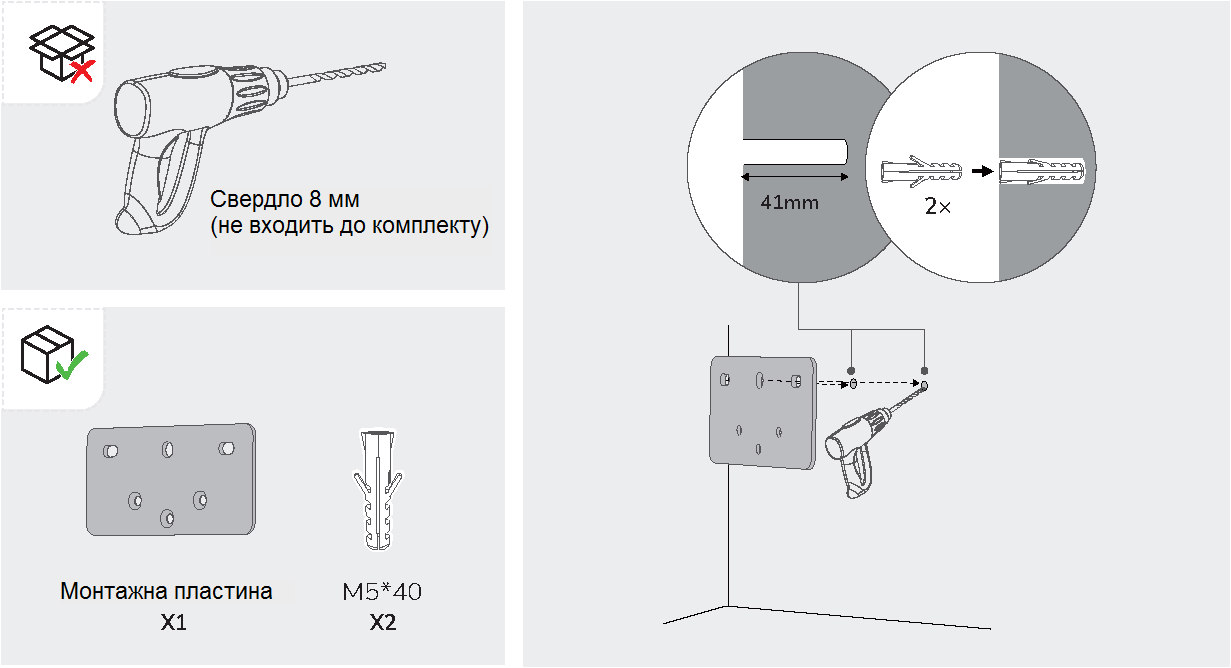 Свердло 8 мм
(не входить до комплекту)
Монтажна пластина
X1
M5*40
X2
41mm
2×